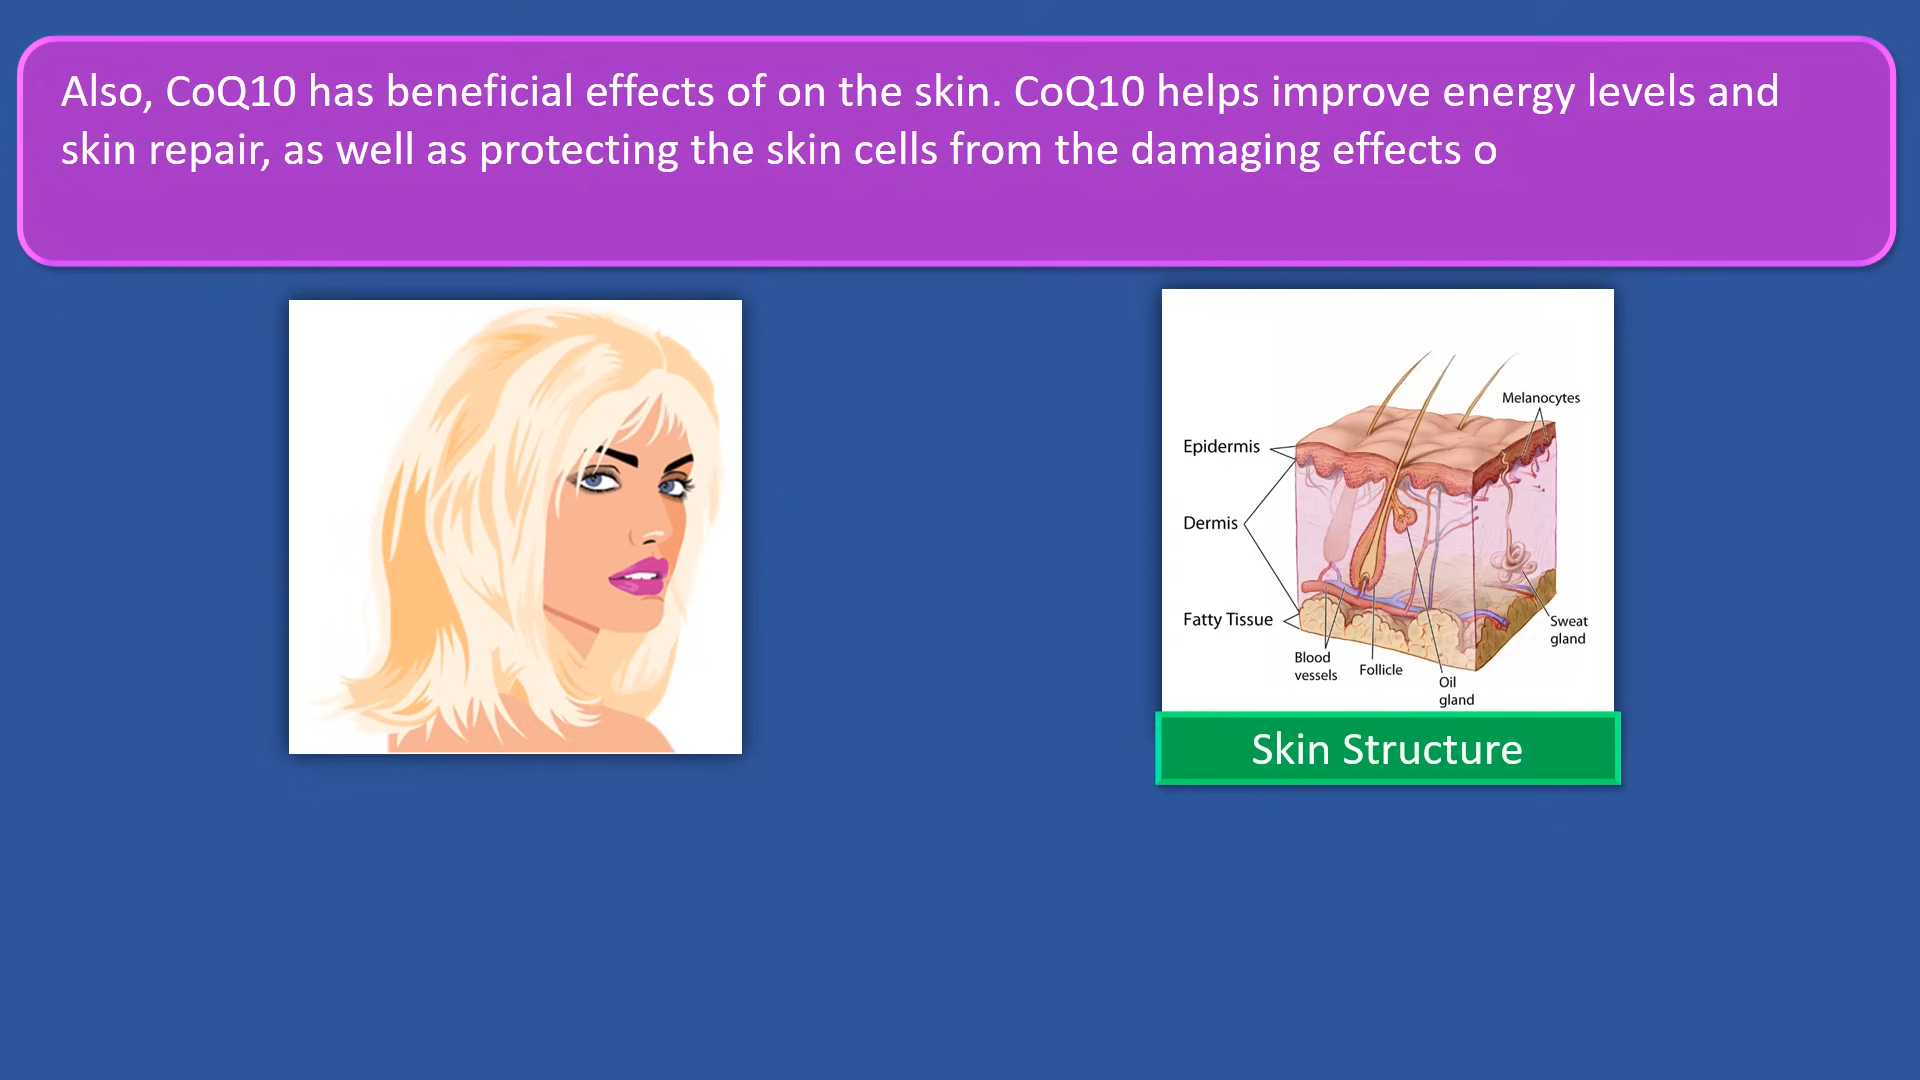 Also, CoQ10 has beneficial effects of on the skin. CoQ10 helps improve energy levels and
skin repair, as well as protecting the skin cells from the damaging effects o
Melanocytes
Epidermis
Dermis
Fatty Tissue
Sweat
gland
Blood
vessels
Follicle
Oil
gland
Skin Structure